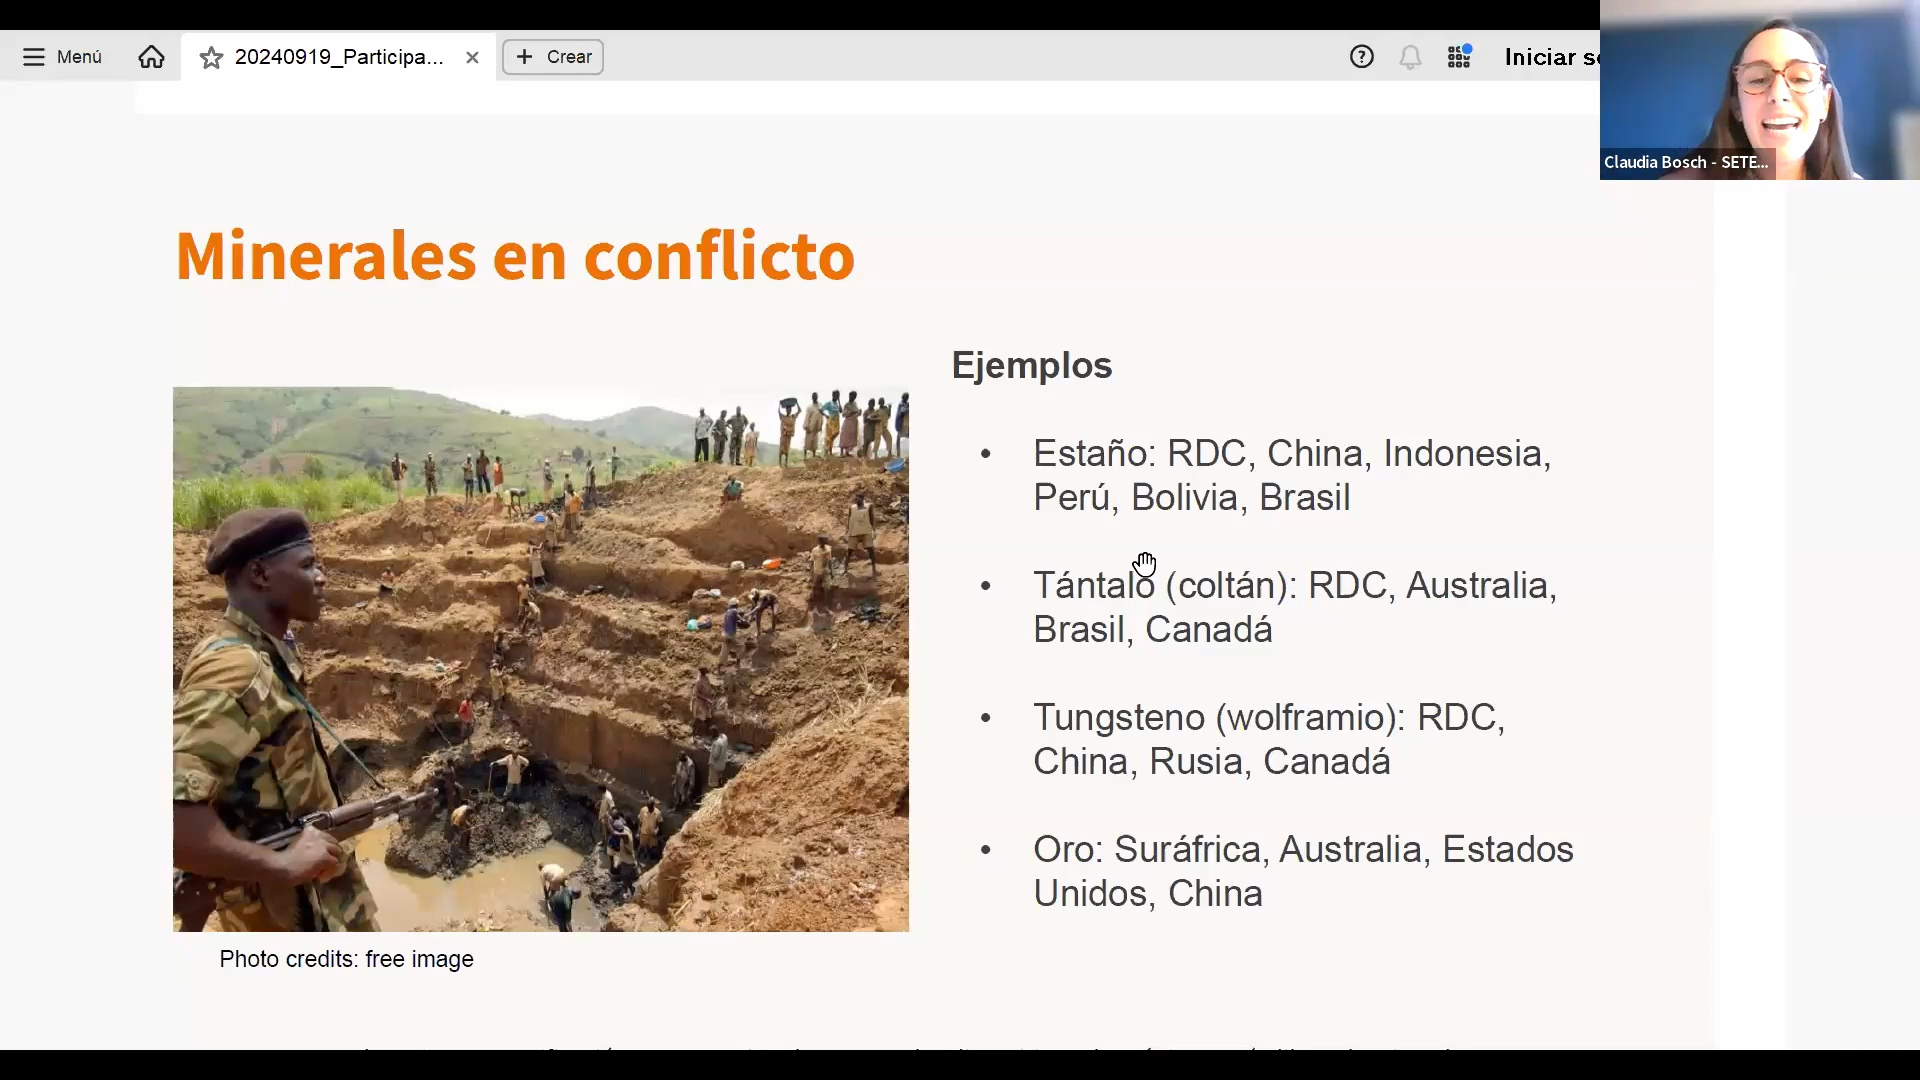 Menú
20240919_Participa...
Crear
Iniciar se
Claudia Bosch - SETE...
Minerales en conflicto
Ejemplos
• Estaño: RDC, China, Indonesia,
Perú, Bolivia, Brasil
• Tántalo (coltán): RDC, Australia,
Brasil, Canadá
• Tungsteno (wolframio): RDC,
China, Rusia, Canadá
• Oro: Suráfrica, Australia, Estados
Unidos, China
Photo credits: free image